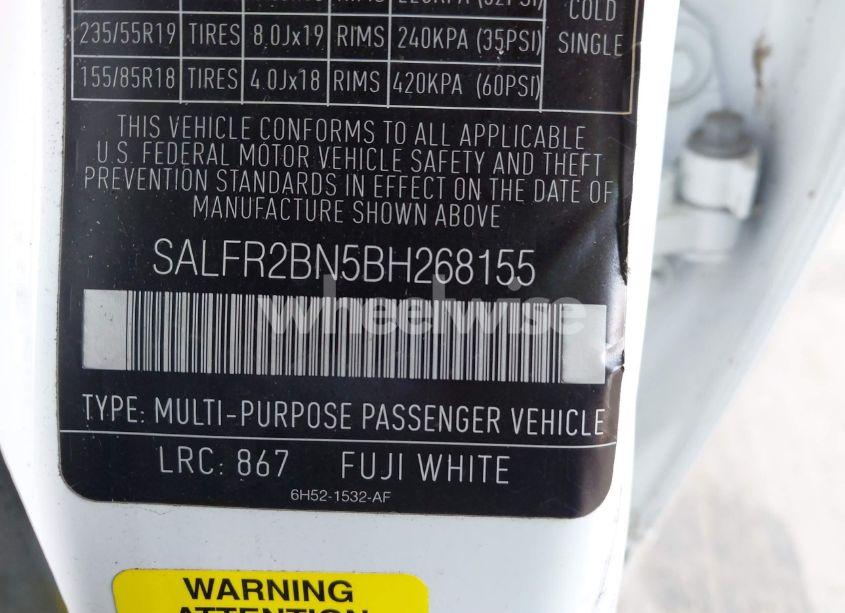 COLD
235/55R19 TIRES 8.0Jx19 RIMS 240KPA (35PSI) SINGLE
155/85R18 TIRES 4.0Jx18 RIMS 420KPA (60PSI)
THIS VEHICLE CONFORMS TO ALL APPLICABLE
U.S. FEDERAL MOTOR VEHICLE SAFETY AND THEFT
PREVENTION STANDARDS IN EFFECT ON THE DATE OF
MANUFACTURE SHOWN ABOVE
SALFR2BN5BH268155
wheelwise
TYPE: MULTI-PURPOSE PASSENGER VEHICLE
LRC: 867 FUJI WHITE
6H52-1532-AF
WARNING
ATTENTION